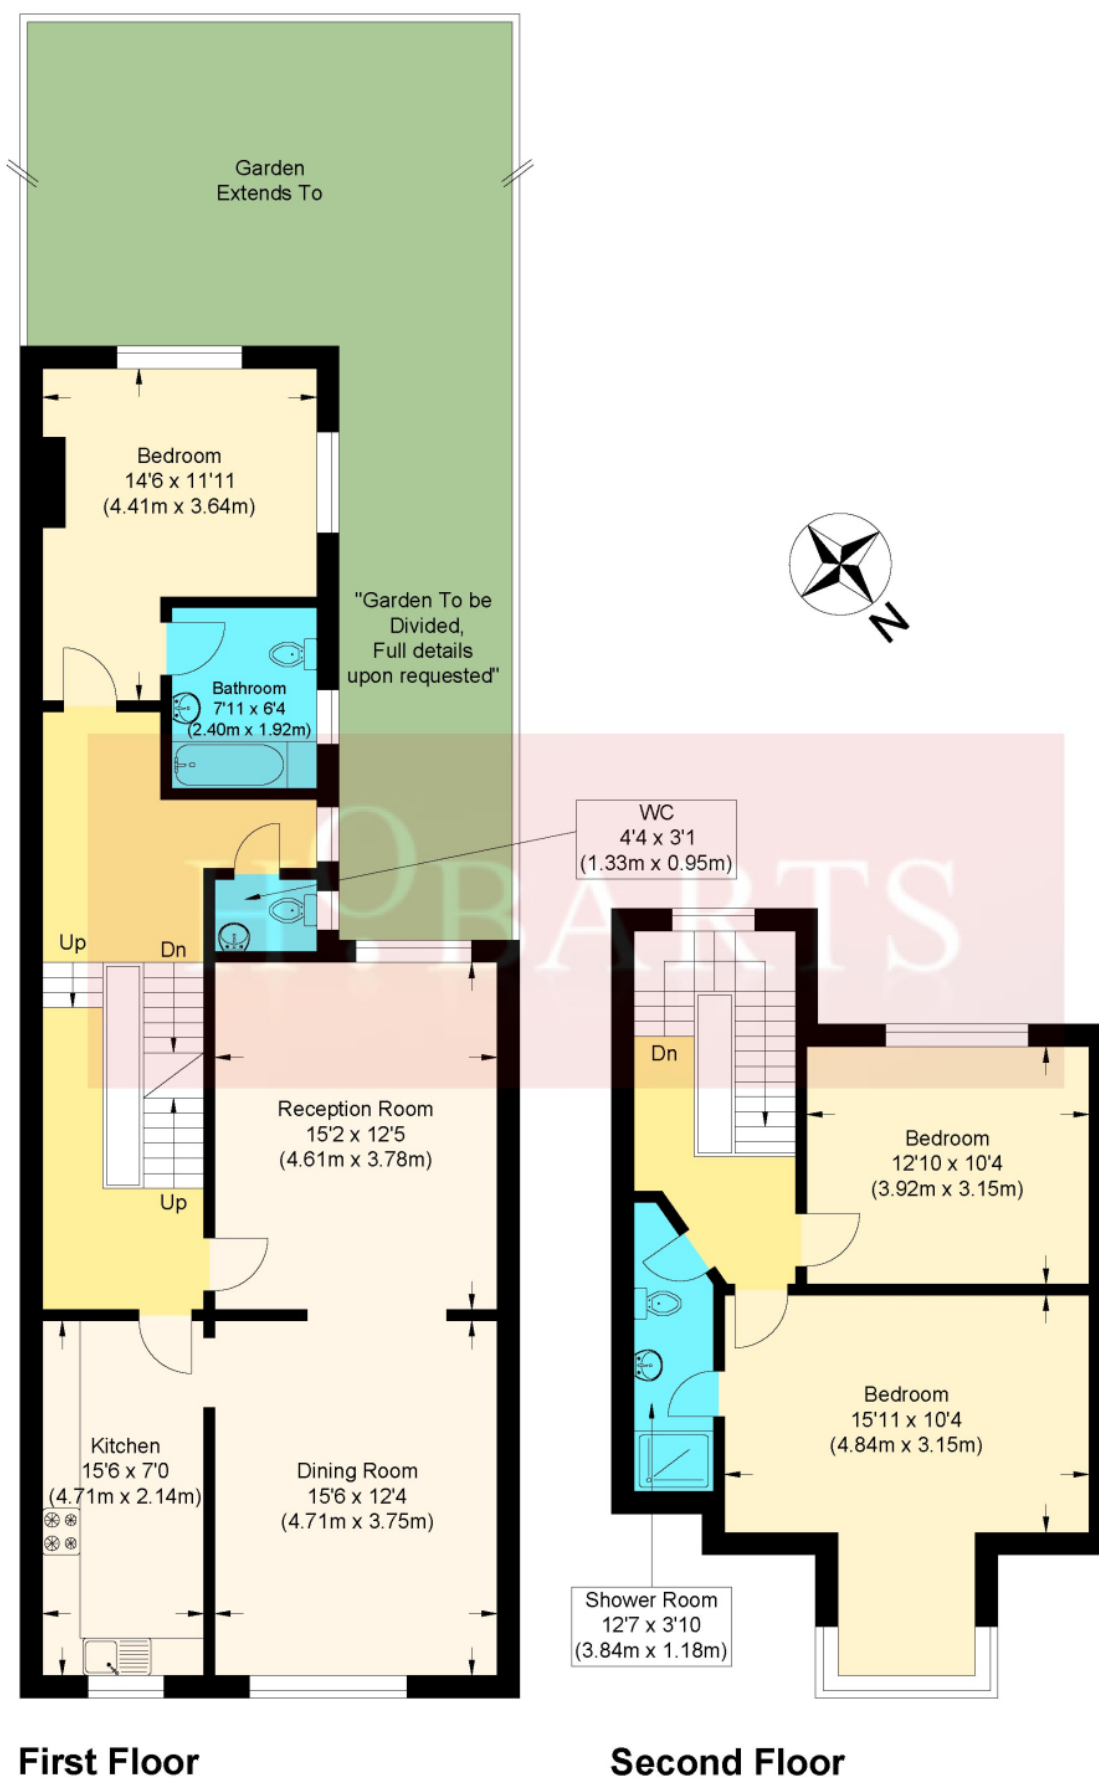 Garden
Extends To
Bedroom
14'6 x 11'11
(4.41m x 3.64m)
"Garden To be
Divided,
Full details
upon requested"
N
Bathroom
7'11 x 6'4
(2.40m x 1.92m)
WC
4'4 x 3'1
(1.33m x 0.95m)
HOBARTS
Up
Dn
Reception Room
15'2 x 12'5
(4.61m x 3.78m)
Up
Dn
Bedroom
12'10 x 10'4
(3.92m x 3.15m)
Kitchen
15'6 x 7'0
(4.71m x 2.14m)
Dining Room
15'6 x 12'4
(4.71m x 3.75m)
Bedroom
15'11 x 10'4
(4.84m x 3.15m)
Shower Room
12'7 x 3'10
(3.84m x 1.18m)
First Floor
Second Floor